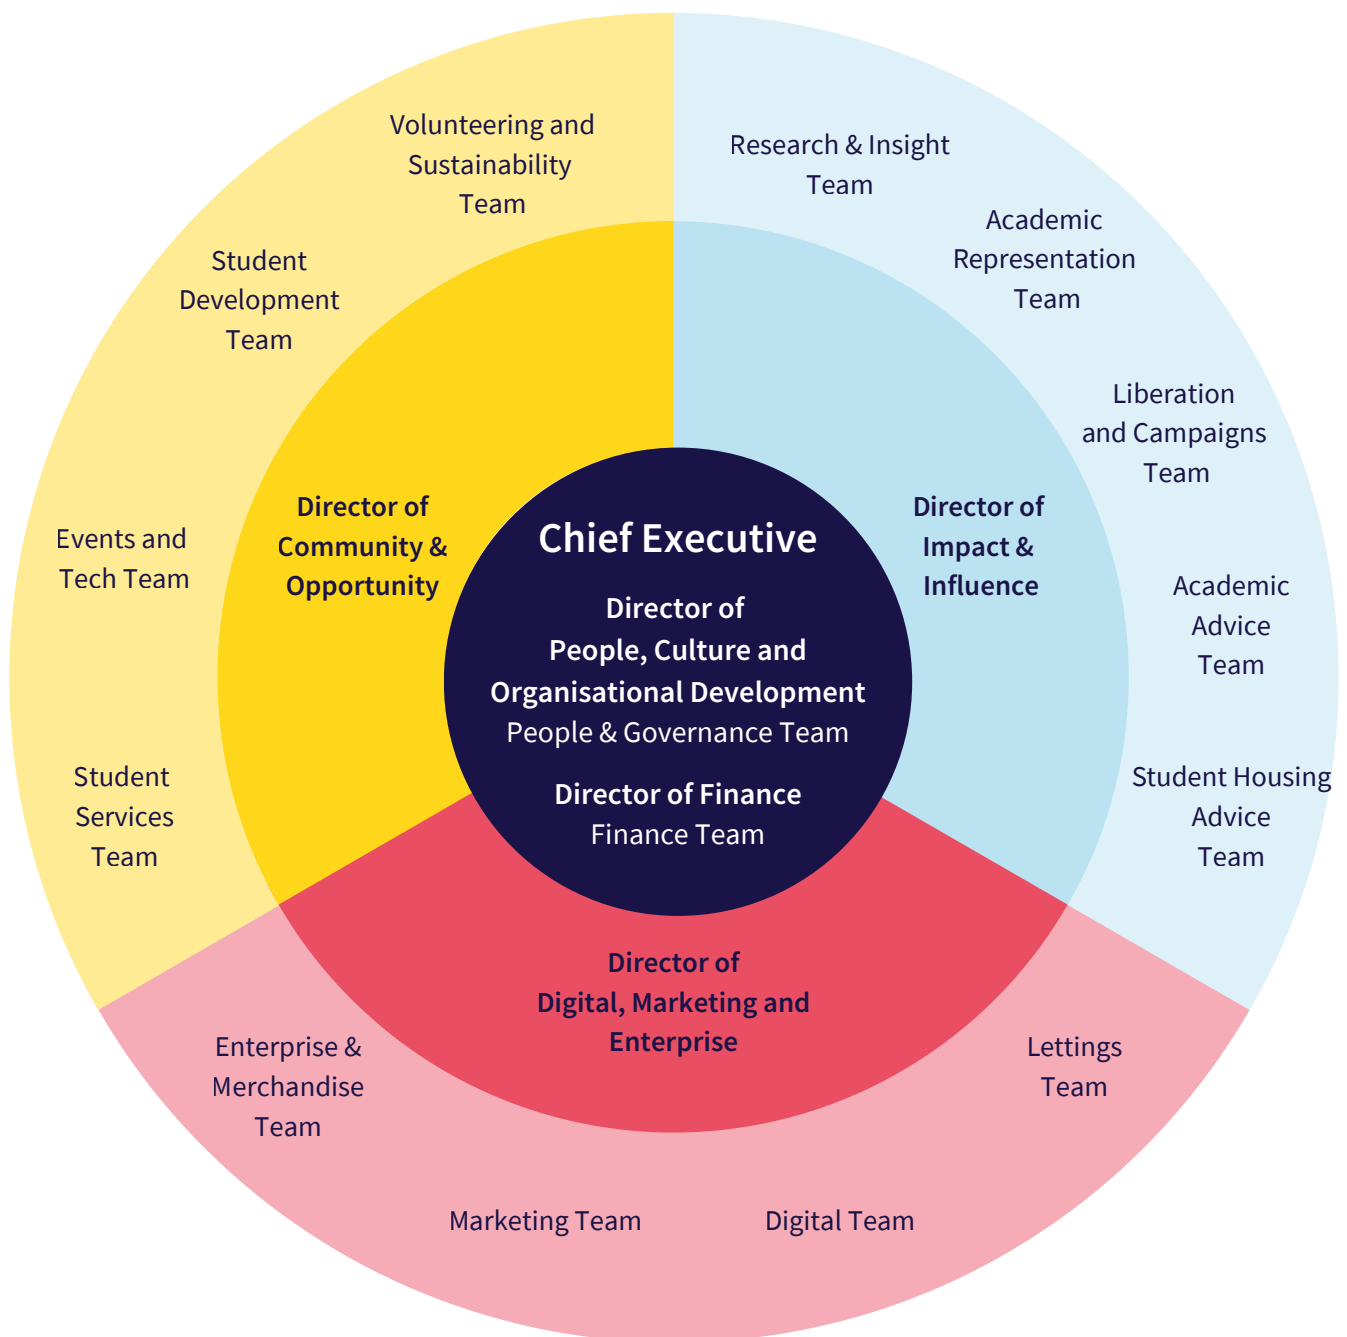 Volunteering and
Sustainability
Team
Research & Insight
Team
Academic
Representation
Team
Student
Development
Team
Liberation
and Campaigns
Team
Director of
Community &
Opportunity
Director of
Impact &
Influence
Chief Executive
Director of
People, Culture and
Organisational Development
People & Governance Team
Director of Finance
Finance Team
Events and
Tech Team
Academic
Advice
Team
Student
Services
Team
Student Housing
Advice
Team
Director of
Digital, Marketing and
Enterprise
Enterprise &
Merchandise
Team
Lettings
Team
Marketing Team
Digital Team